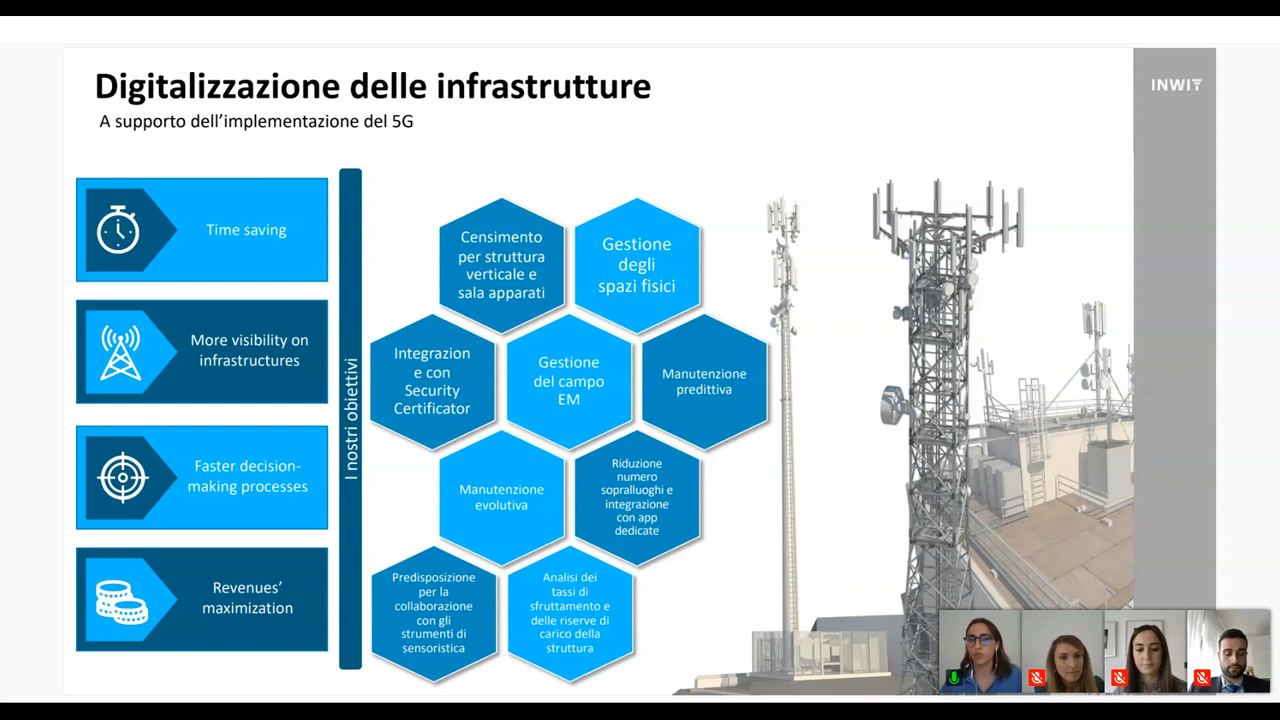 Digitalizzazione delle infrastrutture
A supporto dell'implementazione del 5G
INWIT
Time saving
More visibility on
infrastructures
Faster decision-
making processes
Revenues'
maximization
I nostri obiettivi
Censimento
per struttura
verticale e
sala apparati
Gestione
degli
spazi fisici
Integrazion
e con
Security
Certificator
Gestione
del campo
EM
Manutenzione
predittiva
Manutenzione
evolutiva
Riduzione
numero
sopralluoghi e
integrazione
con app
dedicate
Predisposizione
per la
collaborazione
con gli
strumenti di
sensoristica
Analisi dei
tassi di
sfruttamento e
delle riserve di
carico della
struttura